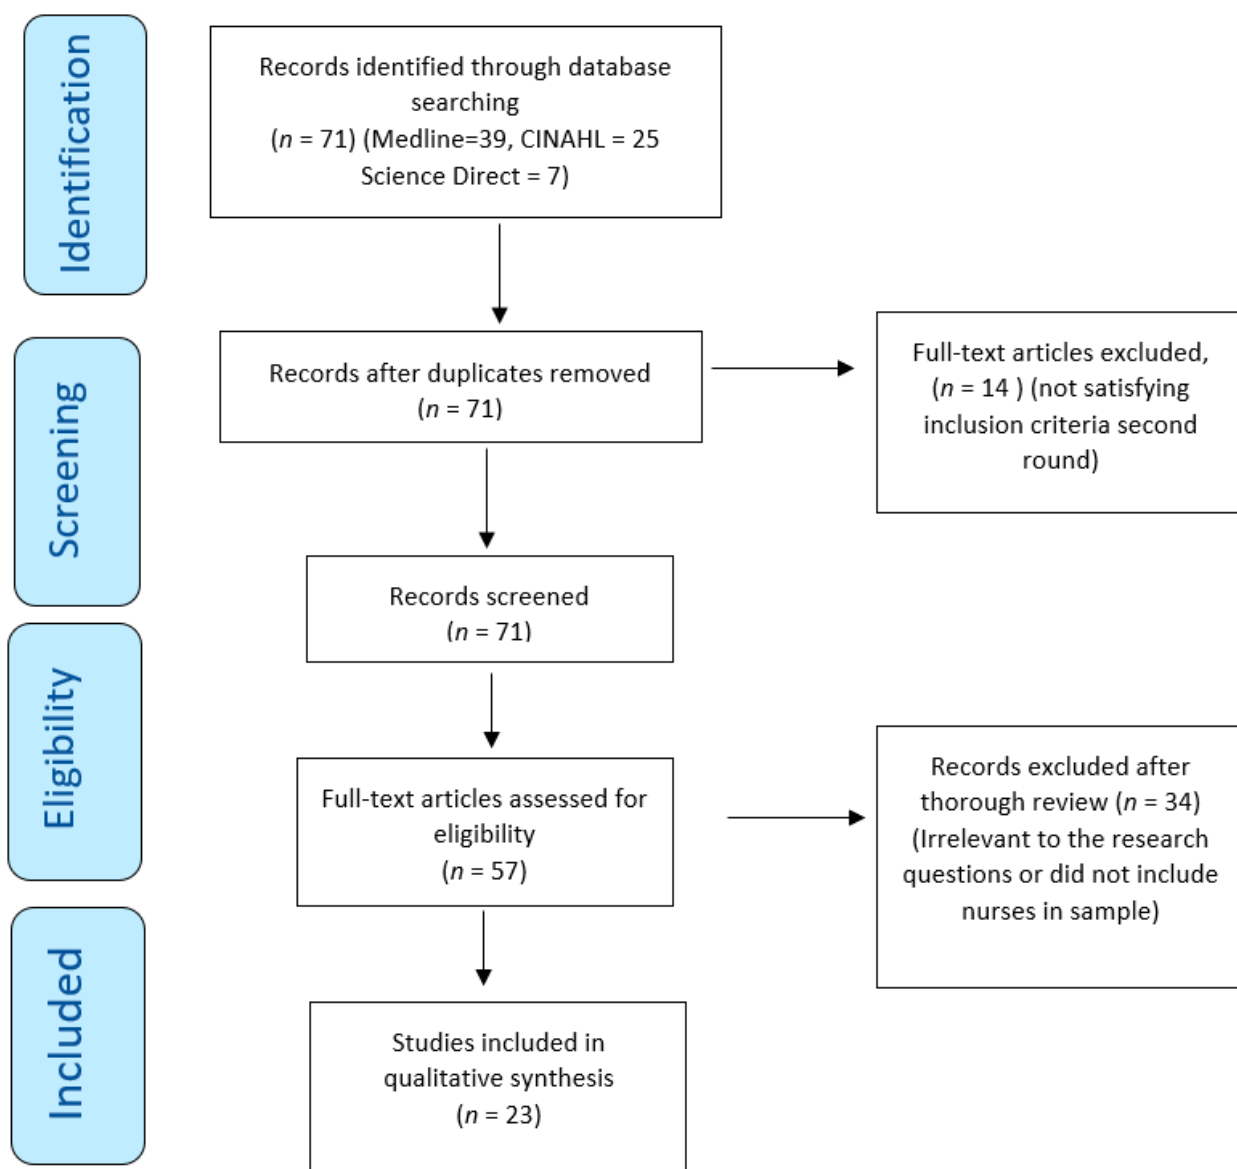 Identification
Records identified through database
searching
(n = 71) (Medline=39, CINAHL = 25
Science Direct = 7)
Screening
Records after duplicates removed
(n = 71)
Full-text articles excluded,
(n = 14 ) (not satisfying
inclusion criteria second
round)
Records screened
(n = 71)
Eligibility
Full-text articles assessed for
eligibility
(n = 57)
Records excluded after
thorough review (n = 34)
(Irrelevant to the research
questions or did not include
nurses in sample)
Included
Studies included in
qualitative synthesis
(n = 23)